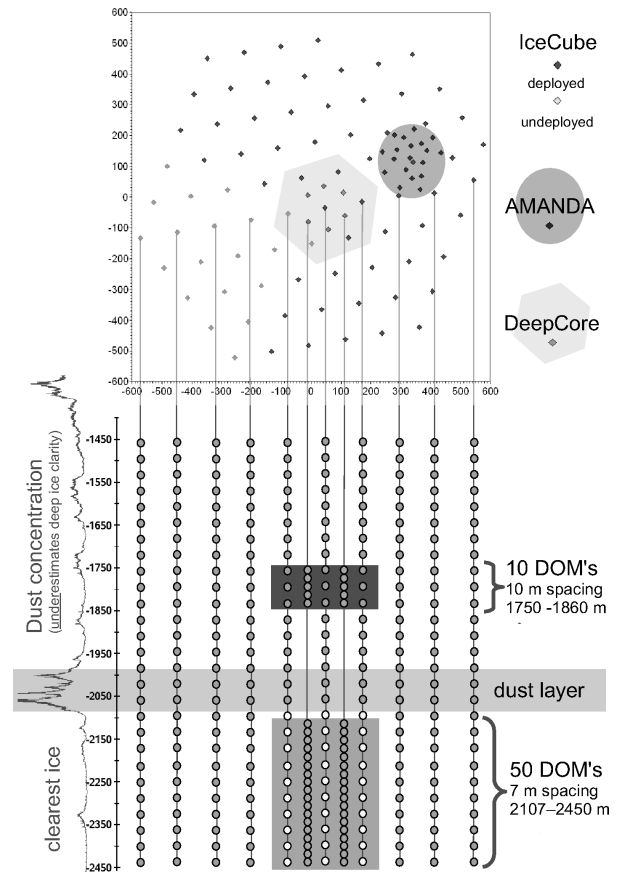 600
500
400
300
200
100
0
-100
-200
-300
-400
-500
-600
-600 -500 -400 -300 -200 -100 0 100 200 300 400 500 600
IceCube
deployed
undeployed
AMANDA
DeepCore
Dust concentration
(underestimates deep ice clarity)
clearest ice
-1450
-1550
-1650
-1750
-1850
-1950
-2050
-2150
-2250
-2350
-2450
10 DOM's
10 m spacing
1750 -1860 m
dust layer
50 DOM's
7 m spacing
2107–2450 m